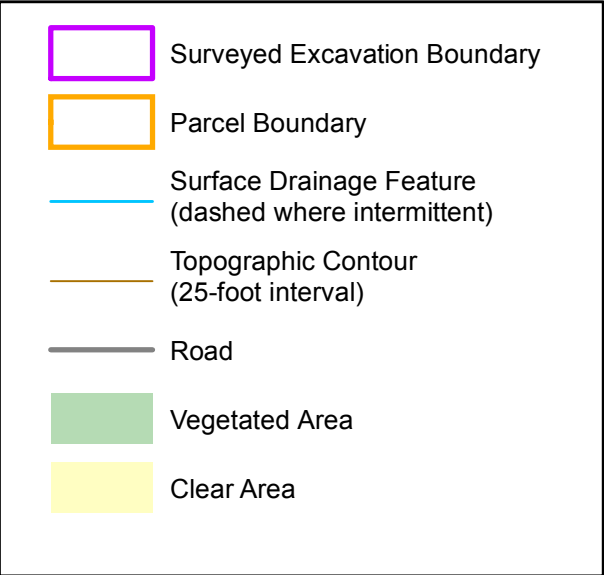 Surveyed Excavation Boundary
Parcel Boundary
Surface Drainage Feature
(dashed where intermittent)
Topographic Contour
(25-foot interval)
Road
Vegetated Area
Clear Area